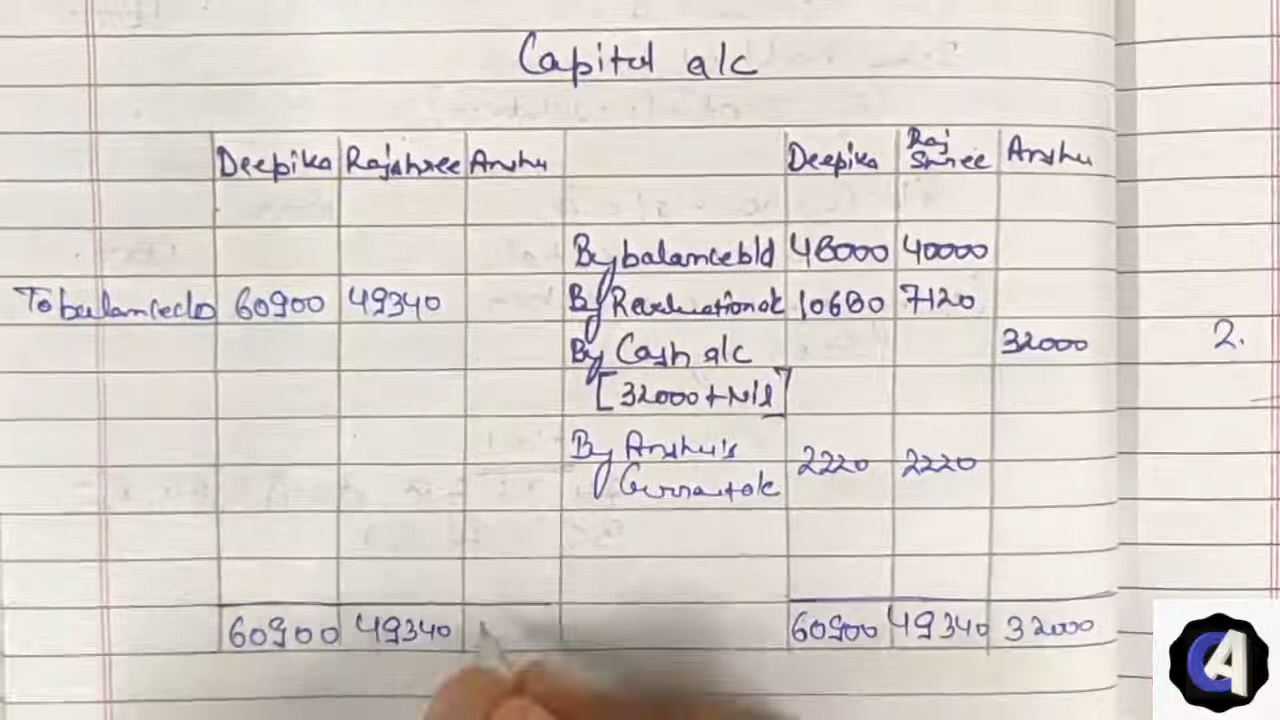 Capital a/c
Deepika Rajshree Anshu Deepika Raj Shree Anshu
By balance b/d 48000 40000
To balance c/d 60900 49340 By Revaluation a/c 10680 7120
By Cash a/c 32000 2.
[32000 + N/L]
By Anshu's 2220 2220
Current a/c
60900 49340 60900 49340 32000
CA